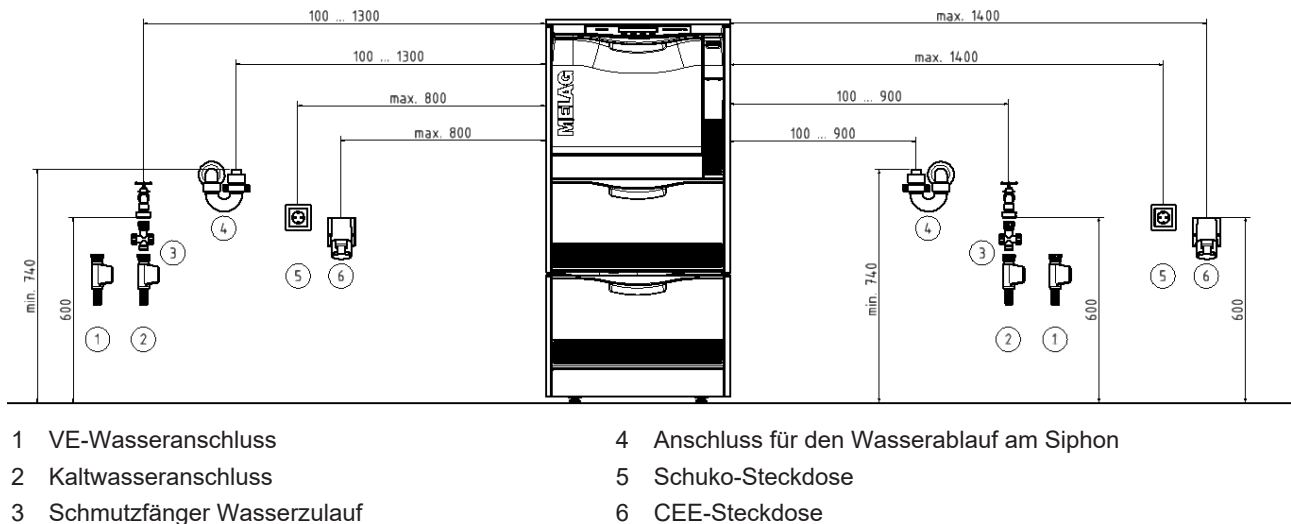 100 ... 1300
max. 1400
100 ... 1300
max. 1400
max. 800
100 ... 900
max. 800
100 ... 900
MELAG
4
4
3
3
5
6
5
6
min. 740
600
min. 740
600
600
1
2
2
1
1 VE-Wasseranschluss
2 Kaltwasseranschluss
3 Schmutzfänger Wasserzulauf
4 Anschluss für den Wasserablauf am Siphon
5 Schuko-Steckdose
6 CEE-Steckdose